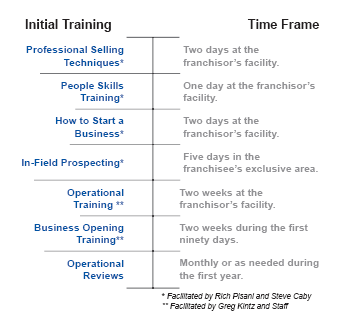 Initial Training Time Frame
Professional Selling Two days at the
Techniques* franchisor's facility.
People Skills One day at the franchisor's
Training* facility.
How to Start a Two days at the
Business* franchisor's facility.
In-Field Prospecting* Five days in the
franchisee's exclusive area.
Operational Two weeks at the
Training ** franchisor's facility.
Business Opening Two weeks during the first
Training** ninety days.
Operational Monthly or as needed during
Reviews the first year.
* Facilitated by Rich Pisani and Steve Caby
** Facilitated by Greg Kintz and Staff